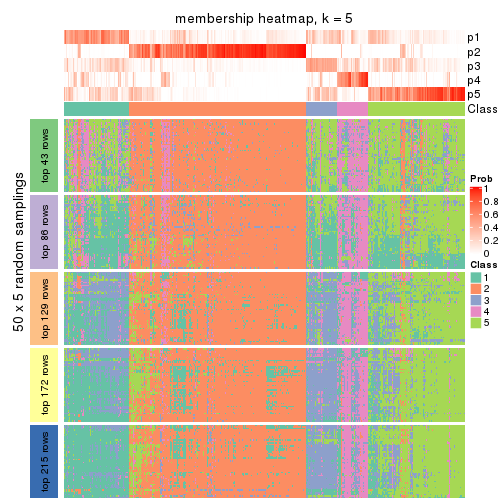 membership heatmap, k = 5
p1
p2
p3
p4
p5
Class
50 x 5 random samplings
top 43 rows
top 86 rows
top 129 rows
top 172 rows
top 215 rows
Prob
1
0.8
0.6
0.4
0.2
0
Class
1
2
3
4
5